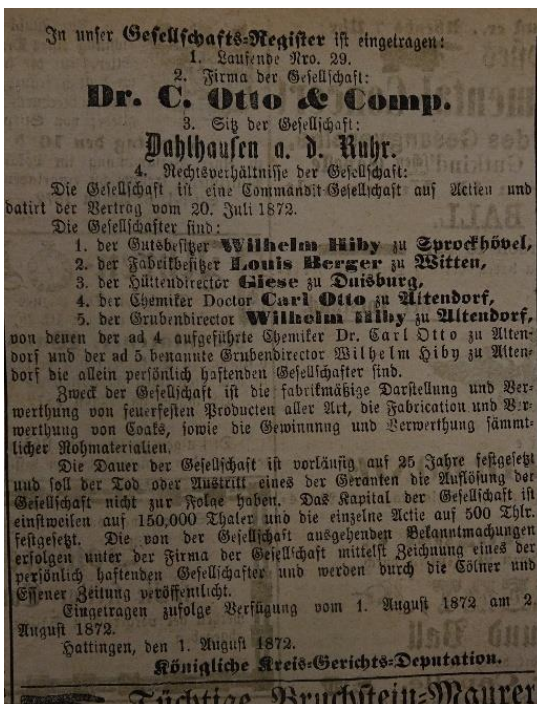 In unser Gesellschafts-Register ist eingetragen:
1. Laufende Nro. 29.
2. Firma der Gesellschaft:
Dr. C. Otto & Comp.
3. Sitz der Gesellschaft:
Dahlhausen a. d. Ruhr.
4. Rechtsverhältnisse der Gesellschaft:
Die Gesellschaft ist eine Commandit-Gesellschaft auf Actien und
datirt der Vertrag vom 20. Juli 1872.
Die Gesellschafter sind:
1. der Gutsbesitzer Wilhelm Hiby zu Sprockhövel,
2. der Fabrikbesitzer Louis Berger zu Witten,
3. der Hüttendirector Giese zu Duisburg,
4. der Chemiker Doctor Carl Otto zu Altendorf,
5. der Grubendirector Wilhelm Hiby zu Altendorf,
von denen der ad 4 aufgeführte Chemiker Dr. Carl Otto zu Alten-
dorf und der ad 5 benannte Grubendirector Wilhelm Hiby zu Alten-
dorf die allein persönlich haftenden Gesellschafter sind.
Zweck der Gesellschaft ist die fabrikmäßige Darstellung und Ver-
werthung von feuerfesten Producten aller Art, die Fabrication und Ver-
werthung von Coaks, sowie die Gewinnung und Verwerthung sämmt-
licher Rohmaterialien.
Die Dauer der Gesellschaft ist vorläufig auf 25 Jahre festgesetzt
und soll der Tod oder Austritt eines der Geranten die Auflösung der
Gesellschaft nicht zur Folge haben. Das Kapital der Gesellschaft ist
einstweilen auf 150,000 Thaler und die einzelne Actie auf 500 Thlr.
festgesetzt. Die von der Gesellschaft ausgehenden Bekanntmachungen
erfolgen unter der Firma der Gesellschaft mittelst Zeichnung eines der
persönlich haftenden Gesellschafter und werden durch die Cölner und
Essener Zeitung veröffentlicht.
Eingetragen zufolge Verfügung vom 1. August 1872 am 2.
August 1872.
Hattingen, den 1. August 1872.
Königliche Kreis-Gerichts-Deputation.
Tüchtige Bruchstein-Maurer